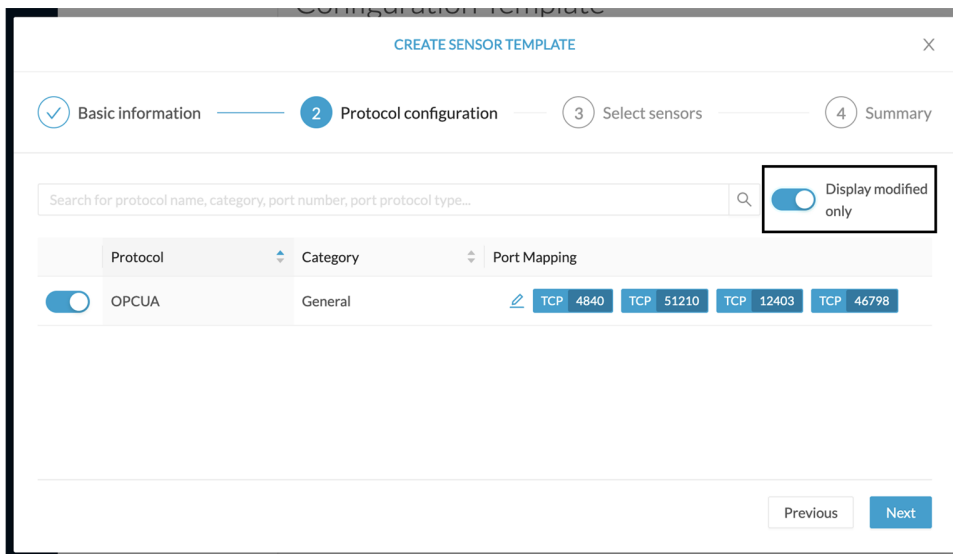 Configuration Template
CREATE SENSOR TEMPLATE
Basic information
2 Protocol configuration
3 Select sensors
4 Summary
Search for protocol name, category, port number, port protocol type...
Display modified
only
Protocol Category Port Mapping
OPCUA General TCP 4840 TCP 51210 TCP 12403 TCP 46798
Previous Next